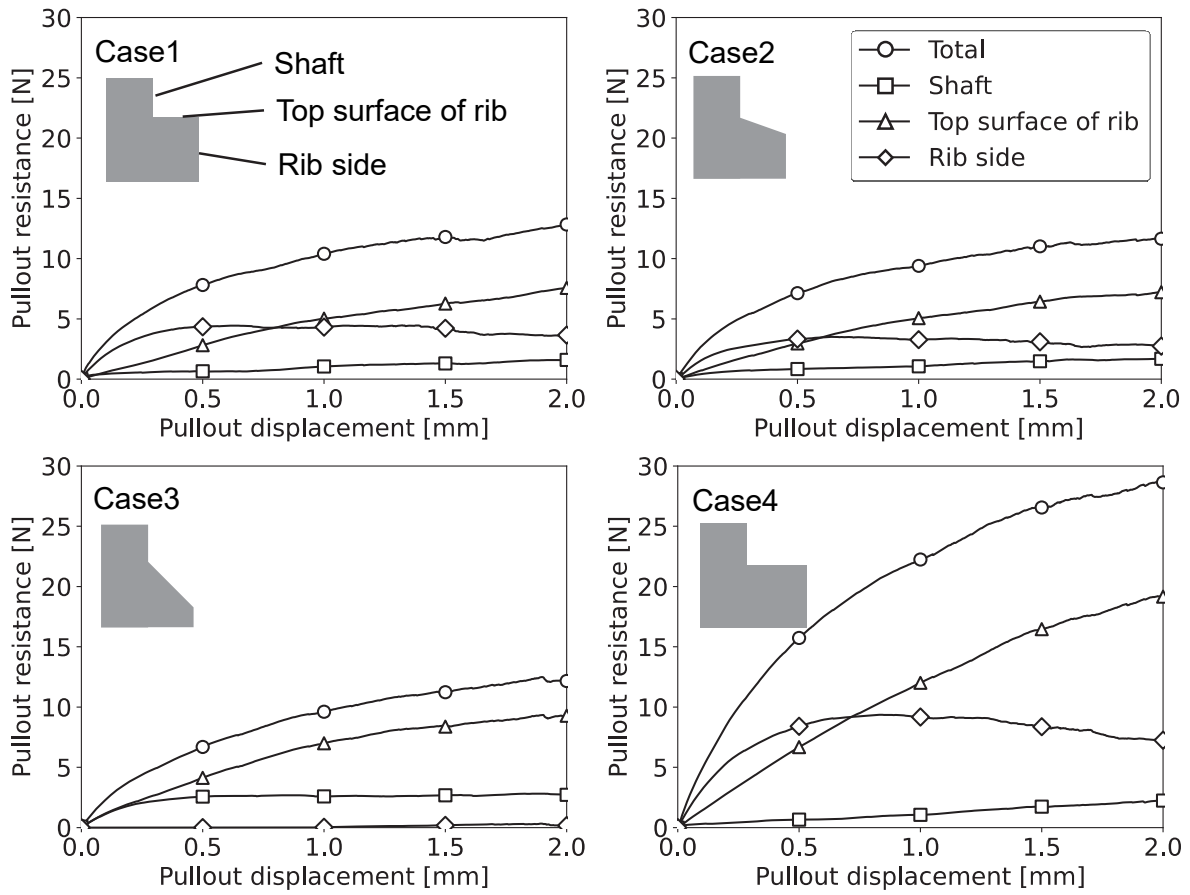 Case1
Shaft
Top surface of rib
Rib side
30
25
20
15
10
5
0
0.0 0.5 1.0 1.5 2.0
Pullout resistance [N]
Pullout displacement [mm]
Case2
Total
Shaft
Top surface of rib
Rib side
30
25
20
15
10
5
0
0.0 0.5 1.0 1.5 2.0
Pullout resistance [N]
Pullout displacement [mm]
Case3
30
25
20
15
10
5
0
0.0 0.5 1.0 1.5 2.0
Pullout resistance [N]
Pullout displacement [mm]
Case4
30
25
20
15
10
5
0
0.0 0.5 1.0 1.5 2.0
Pullout resistance [N]
Pullout displacement [mm]